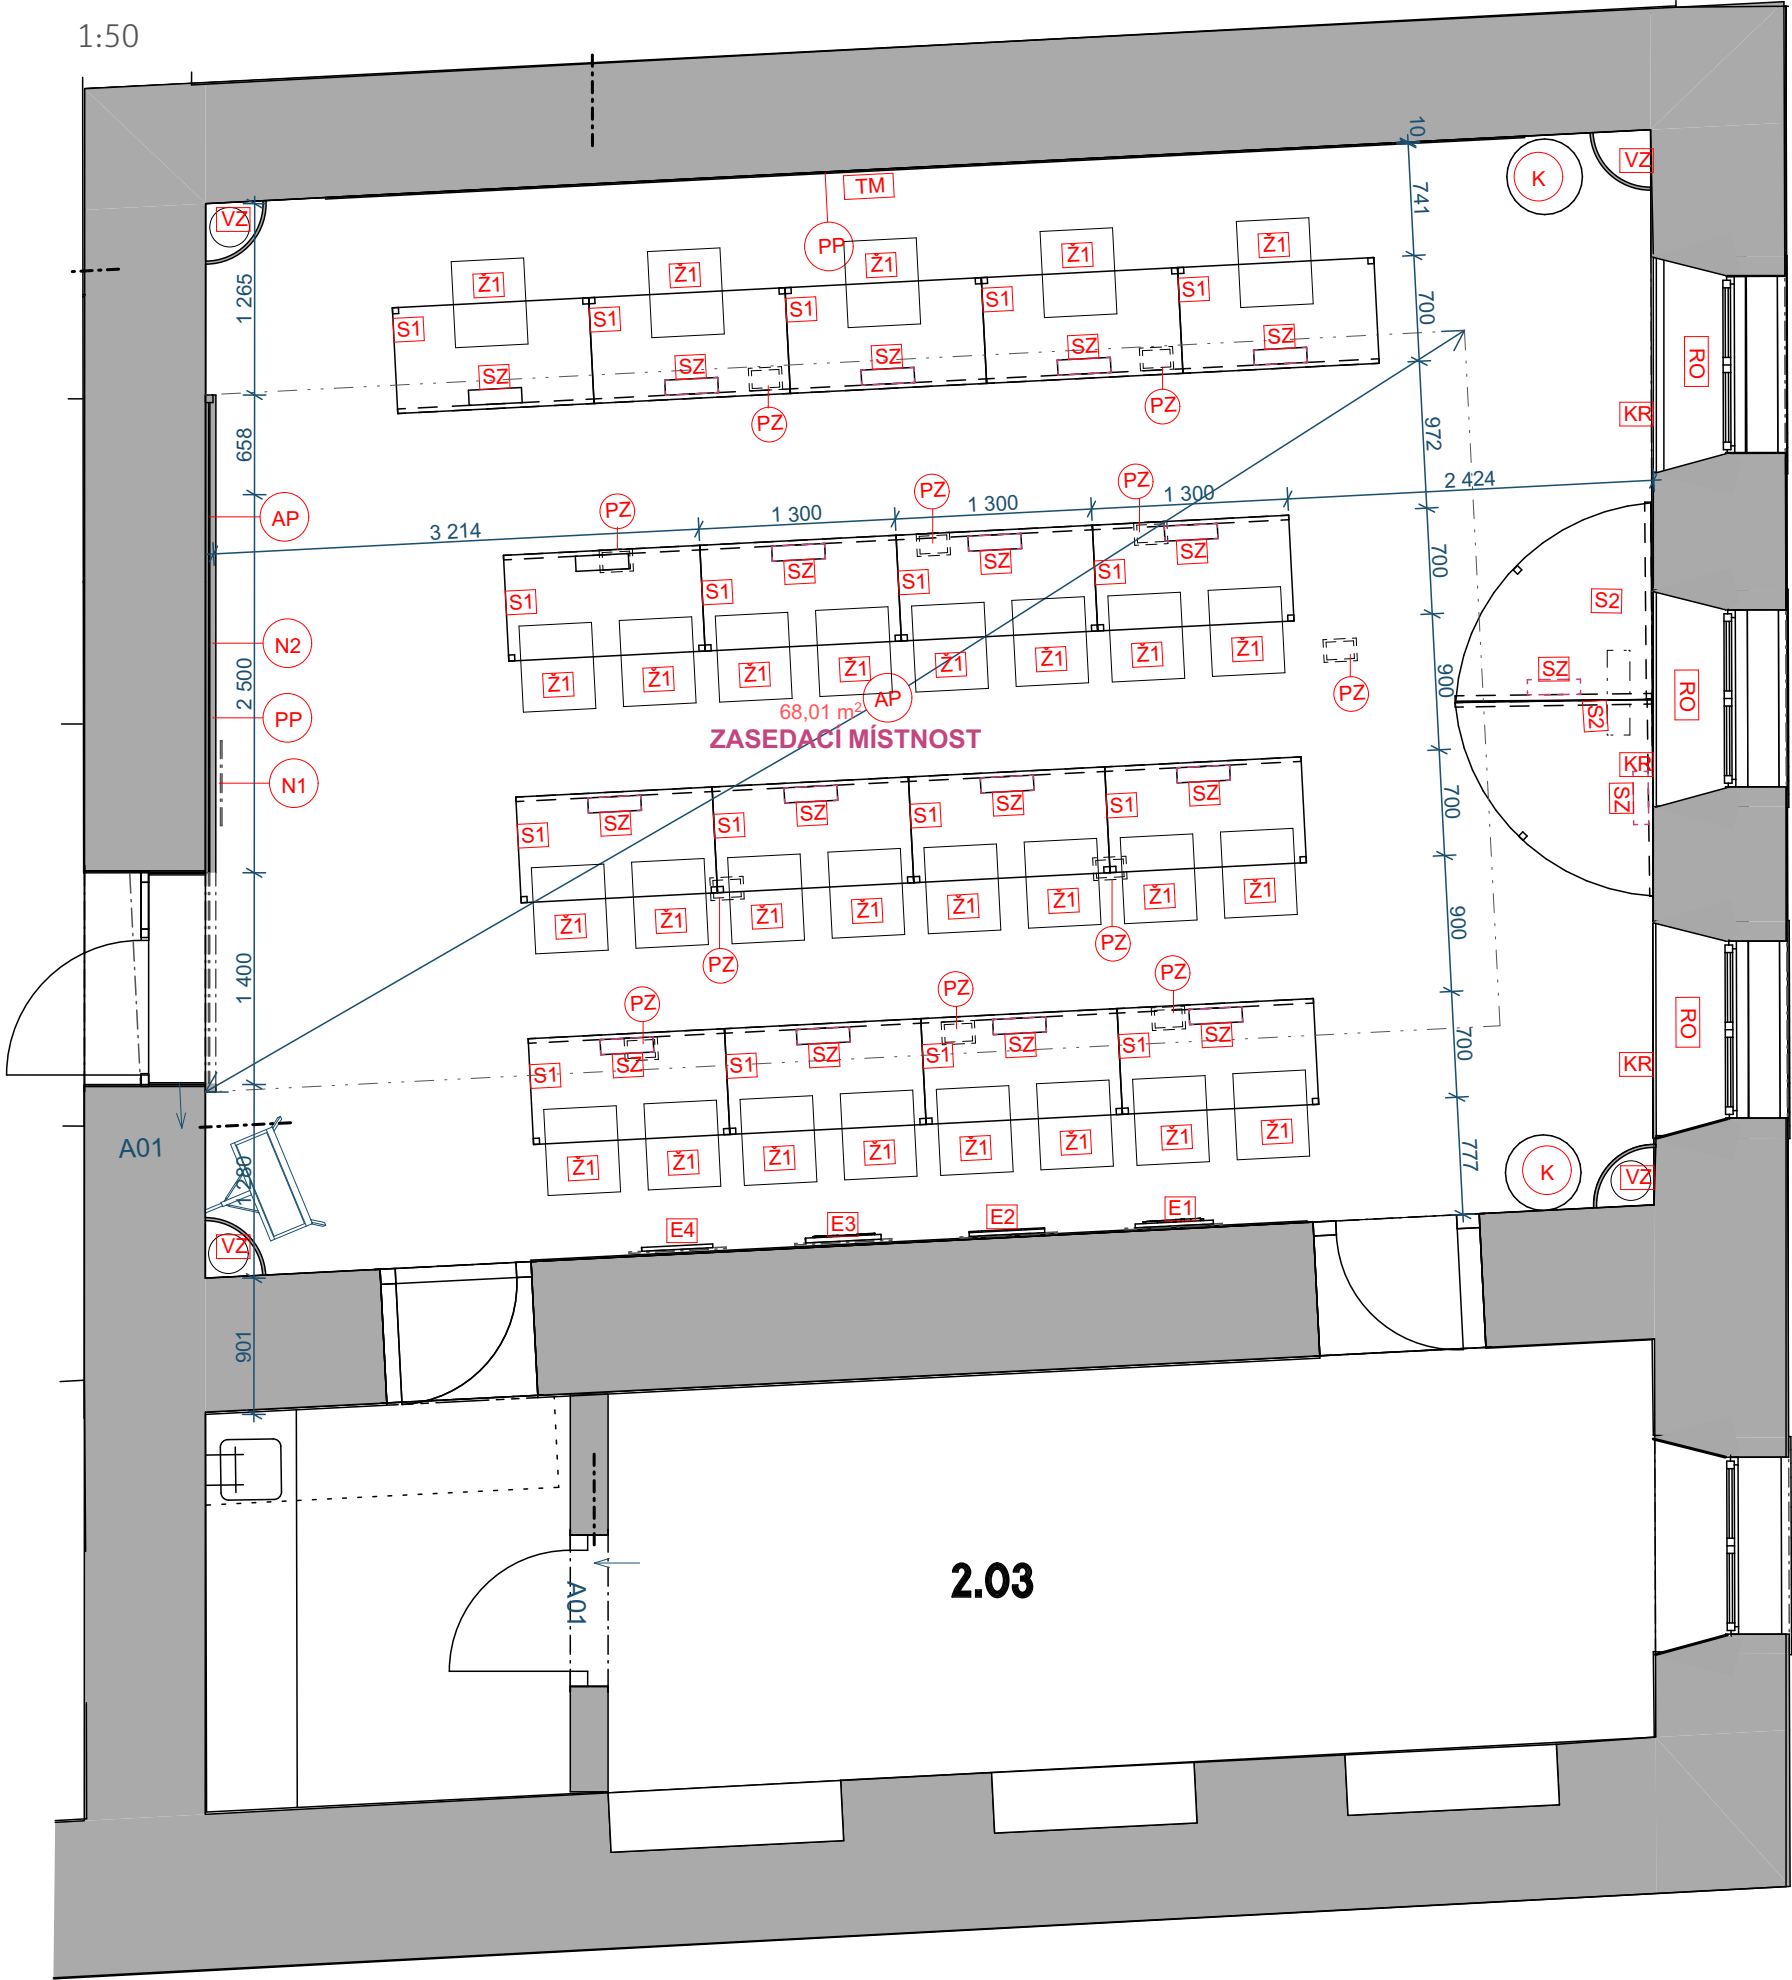 1:50
10
VZ
K
741
TM
VZ
PP
Ž1
Ž1
Ž1
Ž1
Ž1
1 265
S1
S1
S1
S1
S1
700
SZ
SZ
SZ
SZ
SZ
RO
PZ
PZ
KR
658
972
AP
PZ
PZ
PZ
3 214
1 300
1 300
1 300
2 424
SZ
SZ
SZ
700
S1
S1
S1
S1
S2
N2
Ž1
Ž1
Ž1
Ž1
Ž1
Ž1
Ž1
Ž1
2 500
900
PZ
SZ
RO
AP
68,01 m²
ZASEDACÍ MÍSTNOST
PP
S2
N1
KR
SZ
SZ
SZ
SZ
SZ
700
S1
S1
S1
S1
Ž1
Ž1
Ž1
Ž1
Ž1
Ž1
Ž1
Ž1
900
PZ
PZ
1 400
PZ
PZ
PZ
RO
SZ
SZ
SZ
SZ
700
KR
S1
S1
S1
S1
Ž1
Ž1
Ž1
Ž1
Ž1
Ž1
Ž1
Ž1
777
A01
1 280
K
VZ
VZ
E4
E3
E2
E1
901
2.03
A01